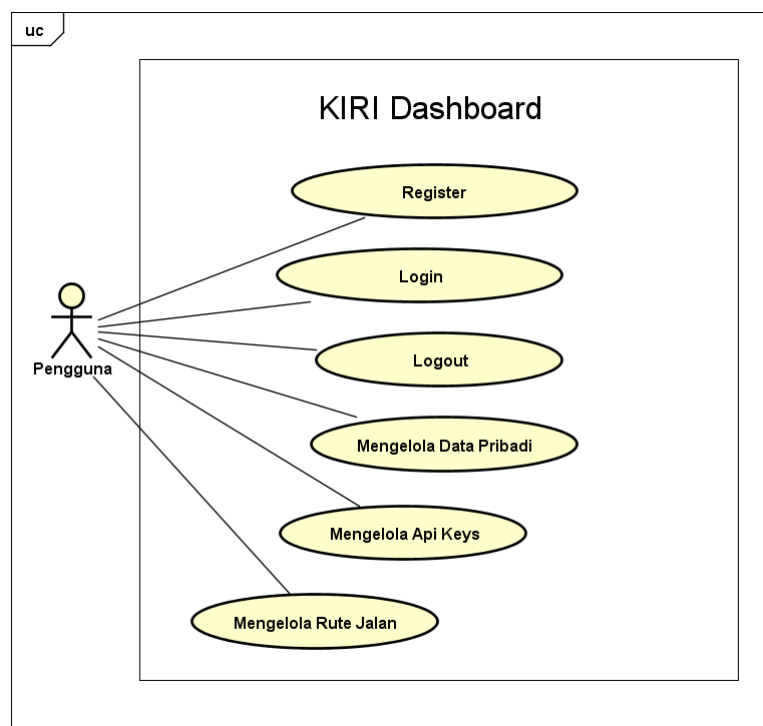 uc
KIRI Dashboard
Register
Login
Logout
Pengguna
Mengelola Data Pribadi
Mengelola Api Keys
Mengelola Rute Jalan